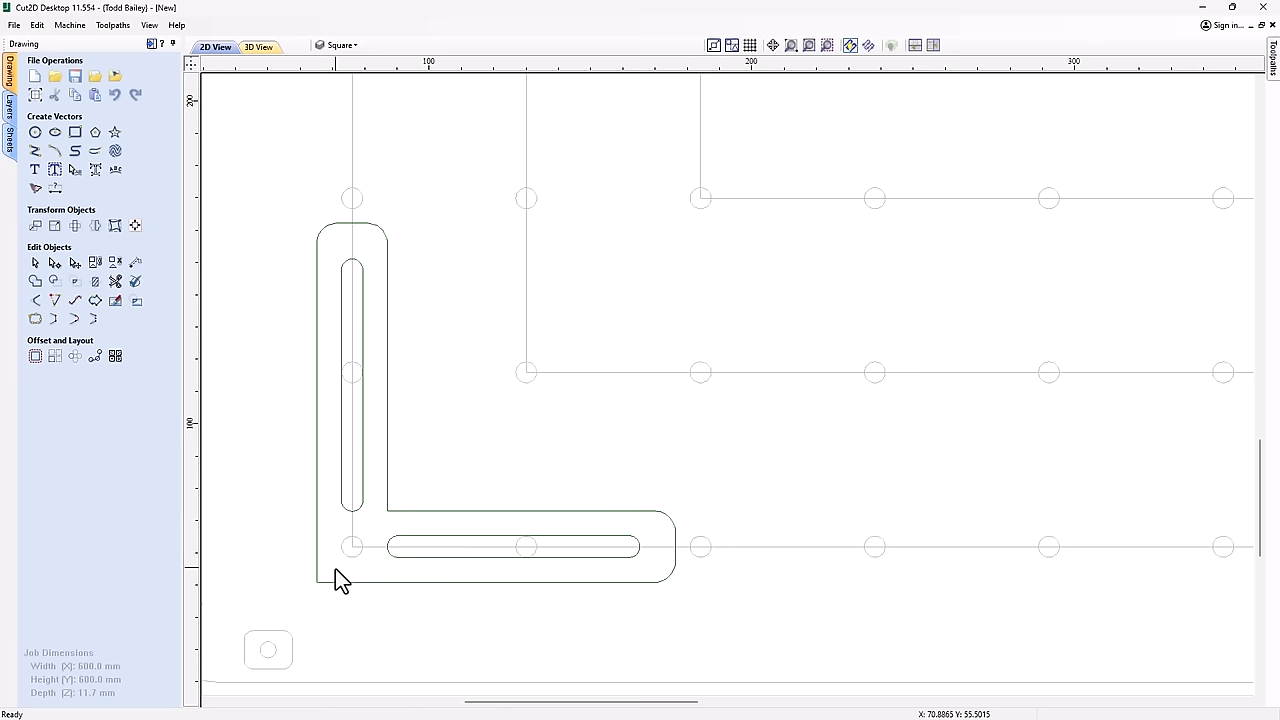 Cut2D Desktop 11.554 - (Todd Bailey) - [New]
File Edit Machine Toolpaths View Help
Sign in...
Drawing
2D View
3D View
Square
Toolpaths
Drawing
Layers
Sheets
File Operations
Create Vectors
Transform Objects
Edit Objects
Offset and Layout
100
200
300
200
100
Job Dimensions
Width (X): 600.0 mm
Height (Y): 600.0 mm
Depth (Z): 11.7 mm
Ready
X: 70.8865 Y: 55.5015